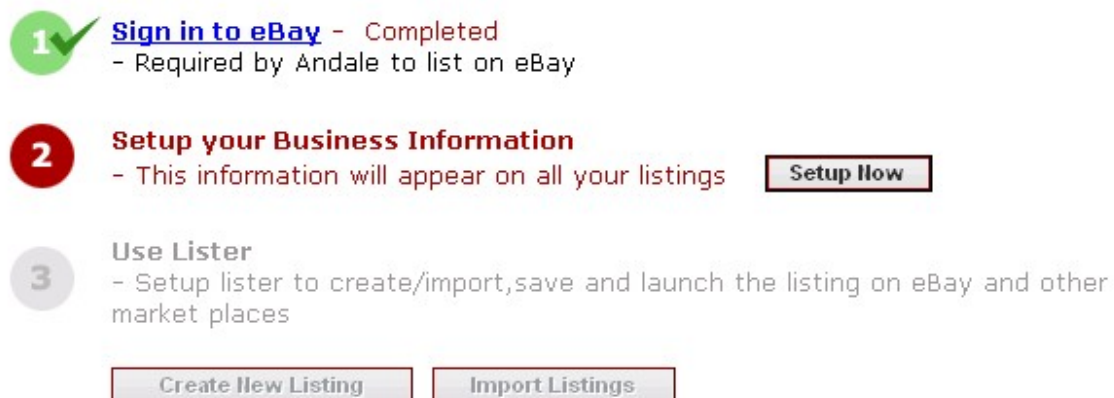 1 Sign in to eBay - Completed
- Required by Andale to list on eBay
2 Setup your Business Information
- This information will appear on all your listings Setup Now
3 Use Lister
- Setup lister to create/import,save and launch the listing on eBay and other
market places
Create New Listing Import Listings